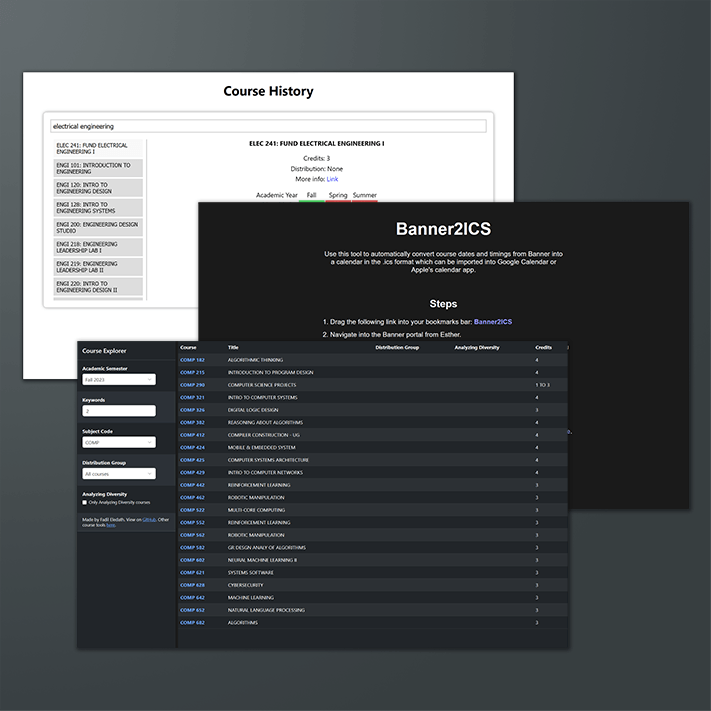 Course History
electrical engineering
ELEC 241: FUND ELECTRICAL
ENGINEERING I
ENGI 101: INTRODUCTION TO
ENGINEERING
ENGI 120: INTRO TO
ENGINEERING DESIGN
ENGI 128: INTRO TO
ENGINEERING SYSTEMS
ENGI 200: ENGINEERING DESIGN
STUDIO
ENGI 218: ENGINEERING
LEADERSHIP LAB I
ENGI 219: ENGINEERING
LEADERSHIP LAB II
ENGI 220: INTRO TO
ENGINEERING DESIGN II
ELEC 241: FUND ELECTRICAL ENGINEERING I
Credits: 3
Distribution: None
More info: Link
Academic Year Fall Spring Summer
Banner2ICS
Use this tool to automatically convert course dates and timings from Banner into
a calendar in the .ics format which can be imported into Google Calendar or
Apple's calendar app.
Steps
1. Drag the following link into your bookmarks bar: Banner2ICS
2. Navigate into the Banner portal from Esther.
Course Explorer
Academic Semester
Fall 2023
Keywords
2
Subject Code
COMP
Distribution Group
All courses
Analyzing Diversity
Only Analyzing Diversity courses
Made by Fadil Eledath. View on GitHub. Other
course tools here.
Course Title Distribution Group Analyzing Diversity Credits
COMP 182 ALGORITHMIC THINKING 4
COMP 215 INTRODUCTION TO PROGRAM DESIGN 4
COMP 290 COMPUTER SCIENCE PROJECTS 1 TO 3
COMP 321 INTRO TO COMPUTER SYSTEMS 4
COMP 326 DIGITAL LOGIC DESIGN 3
COMP 382 REASONING ABOUT ALGORITHMS 4
COMP 412 COMPILER CONSTRUCTION - UG 4
COMP 424 MOBILE & EMBEDDED SYSTEM 4
COMP 425 COMPUTER SYSTEMS ARCHITECTURE 4
COMP 429 INTRO TO COMPUTER NETWORKS 4
COMP 442 REINFORCEMENT LEARNING 3
COMP 462 ROBOTIC MANIPULATION 3
COMP 522 MULTI-CORE COMPUTING 3
COMP 552 REINFORCEMENT LEARNING 3
COMP 562 ROBOTIC MANIPULATION 3
COMP 582 GR DESGN ANALY OF ALGORITHMS 3
COMP 602 NEURAL MACHINE LEARNING II 3
COMP 621 SYSTEMS SOFTWARE 3
COMP 628 CYBERSECURITY 3
COMP 642 MACHINE LEARNING 3
COMP 652 NATURAL LANGUAGE PROCESSING 3
COMP 682 ALGORITHMS 3